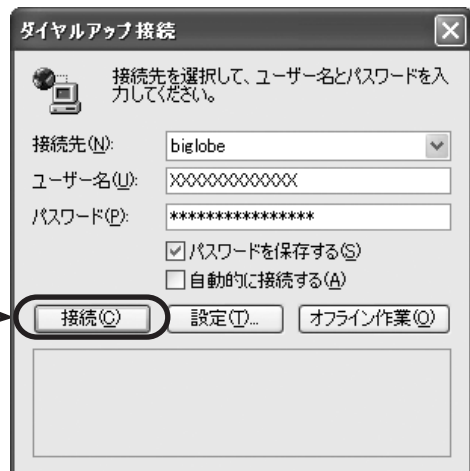 ダイヤルアップ接続
接続先を選択して、ユーザー名とパスワードを入
力してください。
接続先(N):
biglobe
ユーザー名(U):
XXXXXXXXXXXXX
パスワード(P):
****************
パスワードを保存する(S)
自動的に接続する(A)
接続(C)
設定(T)...
オフライン作業(O)